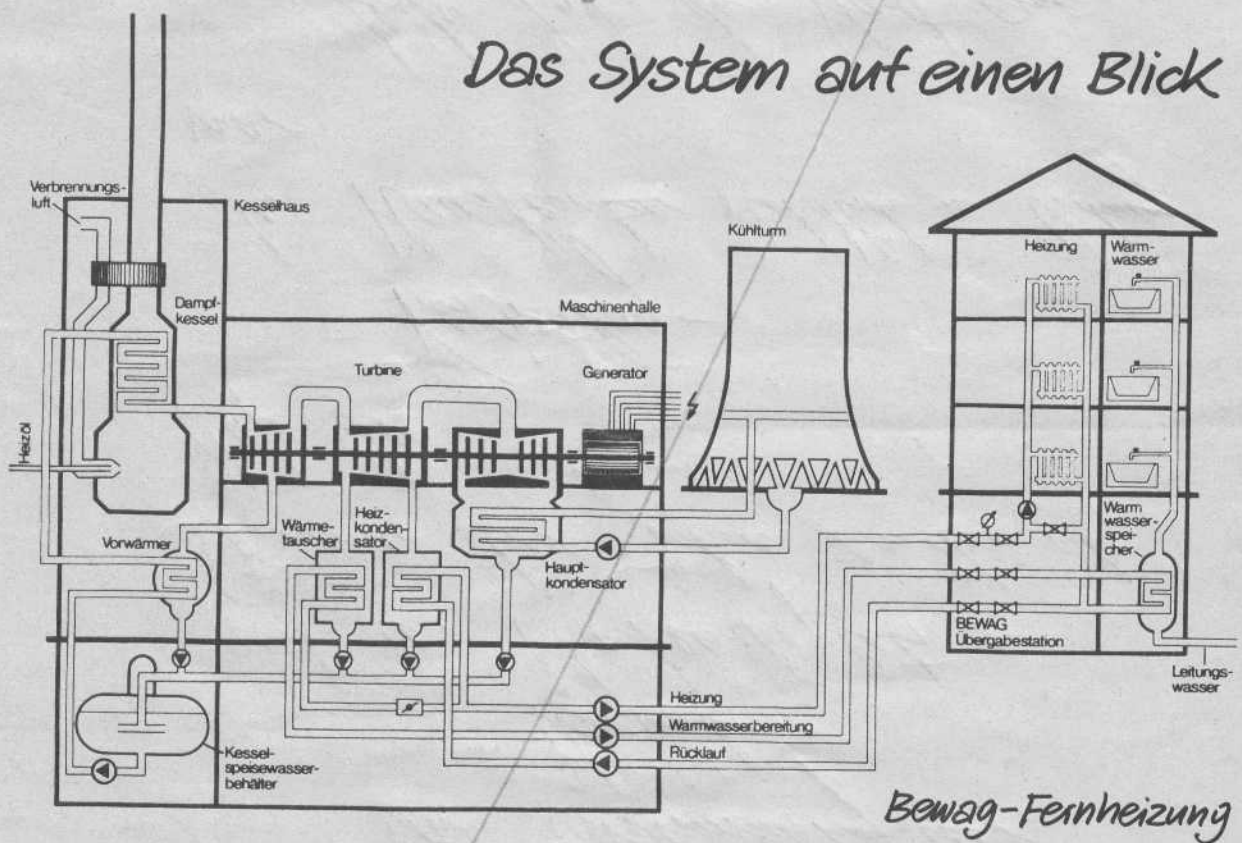 Das System auf einen Blick
Verbrennungs-
luft
Kesselhaus
Dampf-
kessel
Heizöl
Vorwärmer
Kessel-
speisewasser-
behälter
Maschinenhalle
Turbine
Generator
Wärme-
tauscher
Heiz-
konden-
sator
Haupt-
kondensator
Kühlturm
Heizung
Warmwasserbereitung
Rücklauf
Heizung
Warm-
wasser
Warm
wasser-
spei-
cher
BEWAG
Übergabestation
Leitungs-
wasser
Bewag-Fernheizung